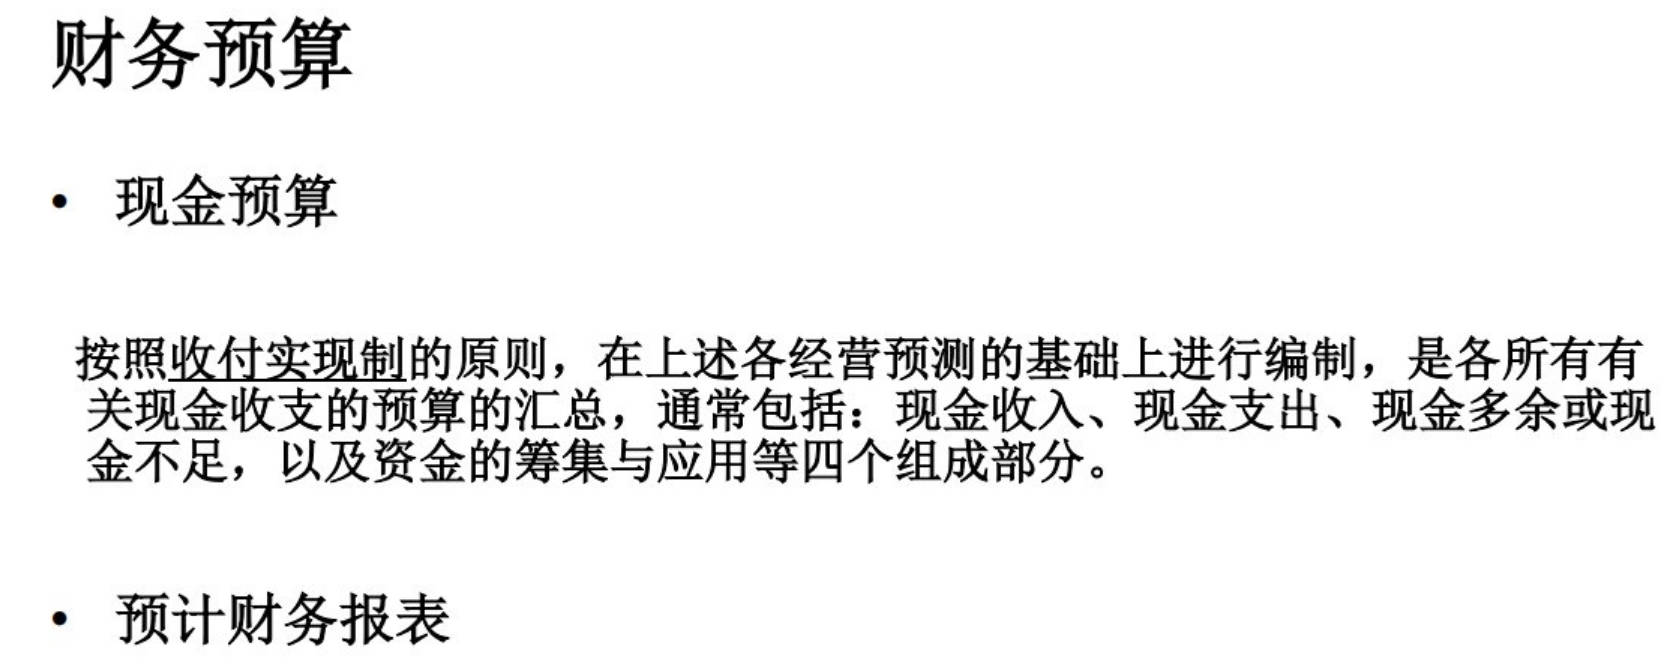 财务预算
• 现金预算
按照收付实现制的原则，在上述各经营预测的基础上进行编制，是各所有有
关现金收支的预算的汇总，通常包括：现金收入、现金支出、现金多余或现
金不足，以及资金的筹集与应用等四个组成部分。
• 预计财务报表